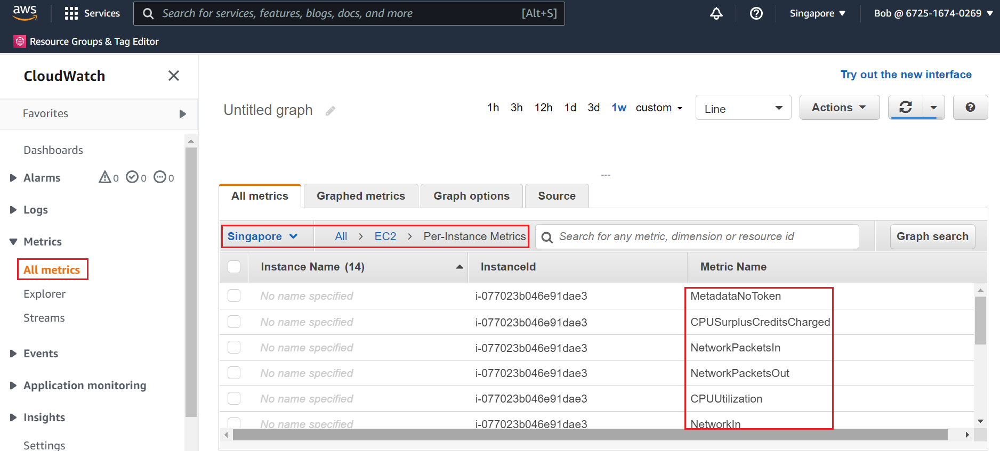 aws Services Search for services, features, blogs, docs, and more [Alt+S] Singapore Bob @ 6725-1674-0269
Resource Groups & Tag Editor
CloudWatch
Favorites
Dashboards
Alarms 0 0 0
Logs
Metrics
All metrics
Explorer
Streams
Events
Application monitoring
Insights
Settings
Try out the new interface
Untitled graph 1h 3h 12h 1d 3d 1w custom Line Actions
All metrics Graphed metrics Graph options Source
Singapore All > EC2 > Per-Instance Metrics Search for any metric, dimension or resource id Graph search
Instance Name (14) InstanceId Metric Name
No name specified i-077023b046e91dae3 MetadataNoToken
No name specified i-077023b046e91dae3 CPUSurplusCreditsCharged
No name specified i-077023b046e91dae3 NetworkPacketsIn
No name specified i-077023b046e91dae3 NetworkPacketsOut
No name specified i-077023b046e91dae3 CPUUtilization
No name specified i-077023b046e91dae3 NetworkIn